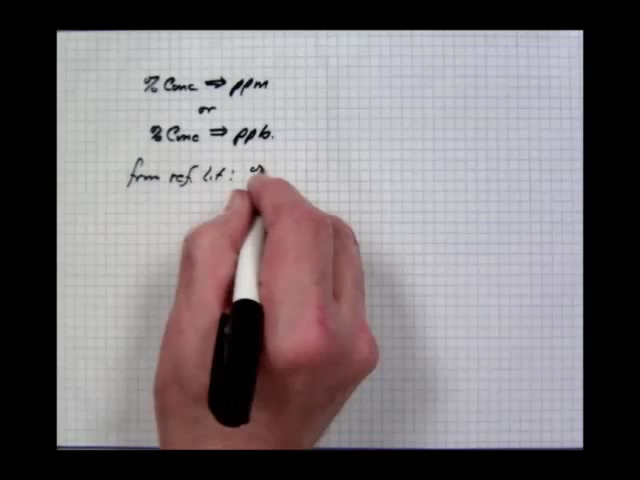 % Conc ⇒ ppm
or
% Conc ⇒ ppb.
from ref. lit: